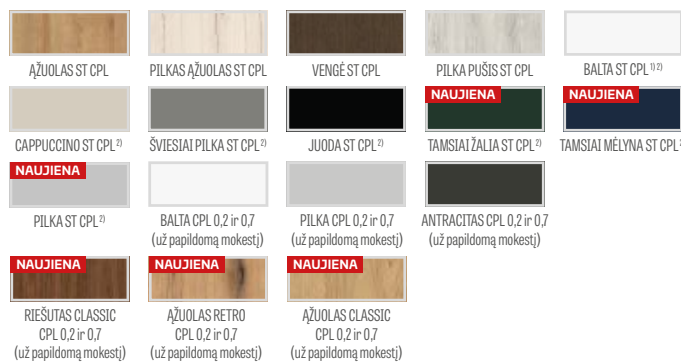 ĄŽUOLAS ST CPL
PILKAS ĄŽUOLAS ST CPL
VENGĖ ST CPL
PILKA PUŠIS ST CPL
BALTA ST CPL 1) 2)
CAPPUCCINO ST CPL 2)
ŠVIESIAI PILKA ST CPL 2)
JUODA ST CPL 2)
NAUJIENA
TAMSIAI ŽALIA ST CPL 2)
NAUJIENA
TAMSIAI MĖLYNA ST CPL 2
NAUJIENA
PILKA ST CPL 2)
BALTA CPL 0,2 ir 0,7
(už papildomą mokestį)
PILKA CPL 0,2 ir 0,7
(už papildomą mokestį)
ANTRACITAS CPL 0,2 ir 0,7
(už papildomą mokestį)
NAUJIENA
RIEŠUTAS CLASSIC
CPL 0,2 ir 0,7
(už papildomą mokestį)
NAUJIENA
ĄŽUOLAS RETRO
CPL 0,2 ir 0,7
(už papildomą mokestį)
NAUJIENA
ĄŽUOLAS CLASSIC
CPL 0,2 ir 0,7
(už papildomą mokestį)